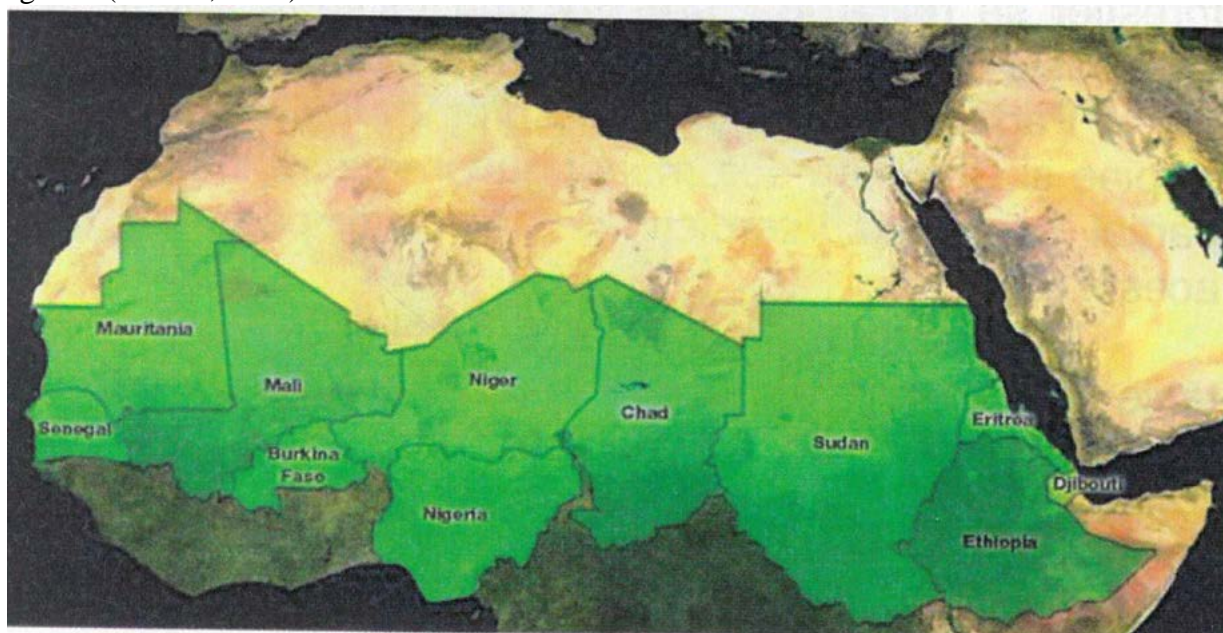 Mauritania
Mali
Niger
Chad
Senegal
Burkina
Faso
Sudan
Eritrea
Djibouti
Nigeria
Ethiopia